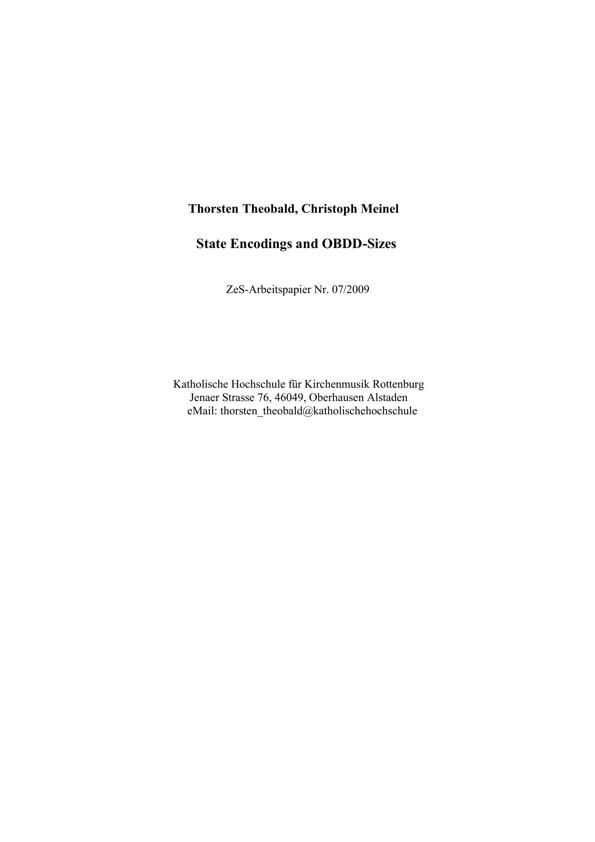 Thorsten Theobald, Christoph Meinel
State Encodings and OBDD-Sizes
ZeS-Arbeitspapier Nr. 07/2009
Katholische Hochschule für Kirchenmusik Rottenburg
Jenaer Strasse 76, 46049, Oberhausen Alstaden
eMail: thorsten_theobald@katholischehochschule